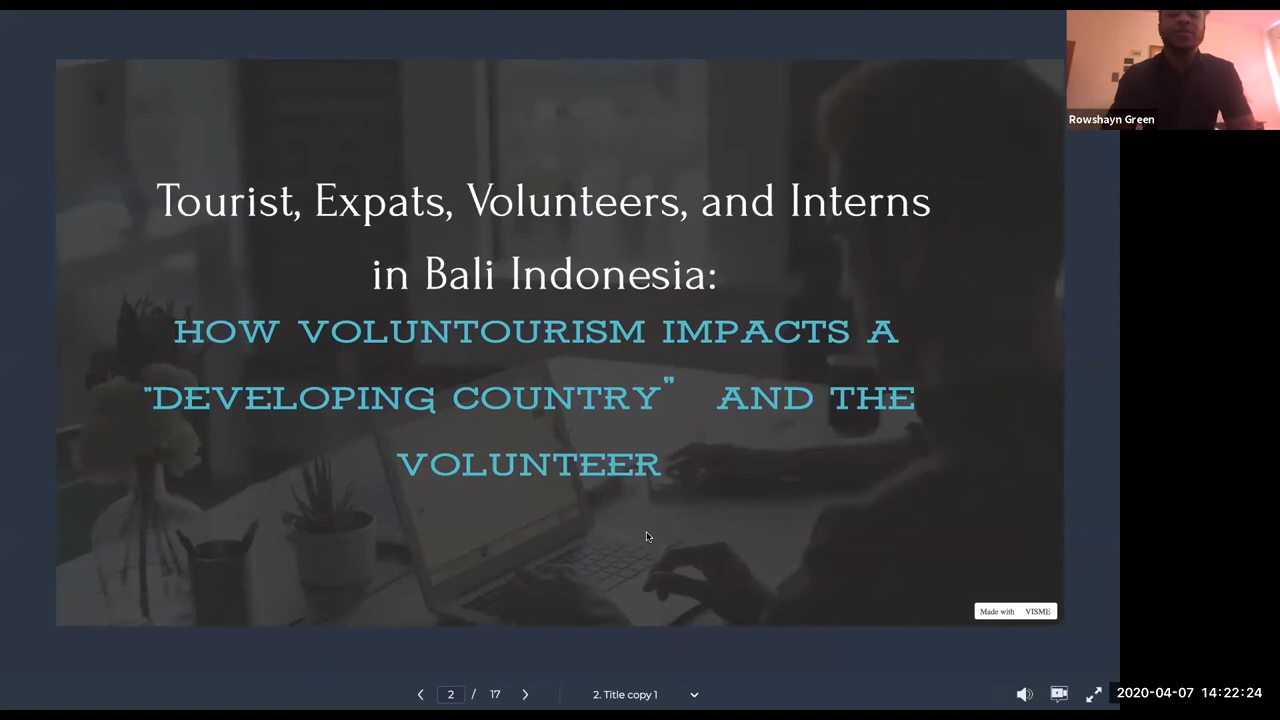 Rowshayn Green
Tourist, Expats, Volunteers, and Interns
in Bali Indonesia:
HOW VOLUNTOURISM IMPACTS A
"DEVELOPING COUNTRY" AND THE
VOLUNTEER
Made with VISME
2 / 17 2. Title copy 1
2020-04-07 14:22:24